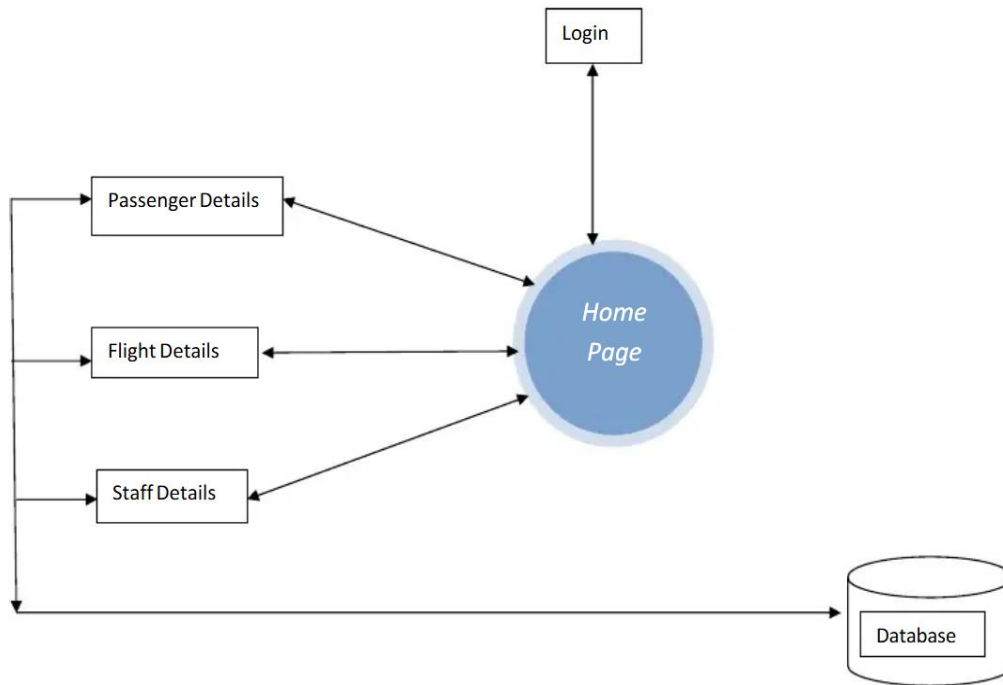 Login
Passenger Details
Home
Page
Flight Details
Staff Details
Database